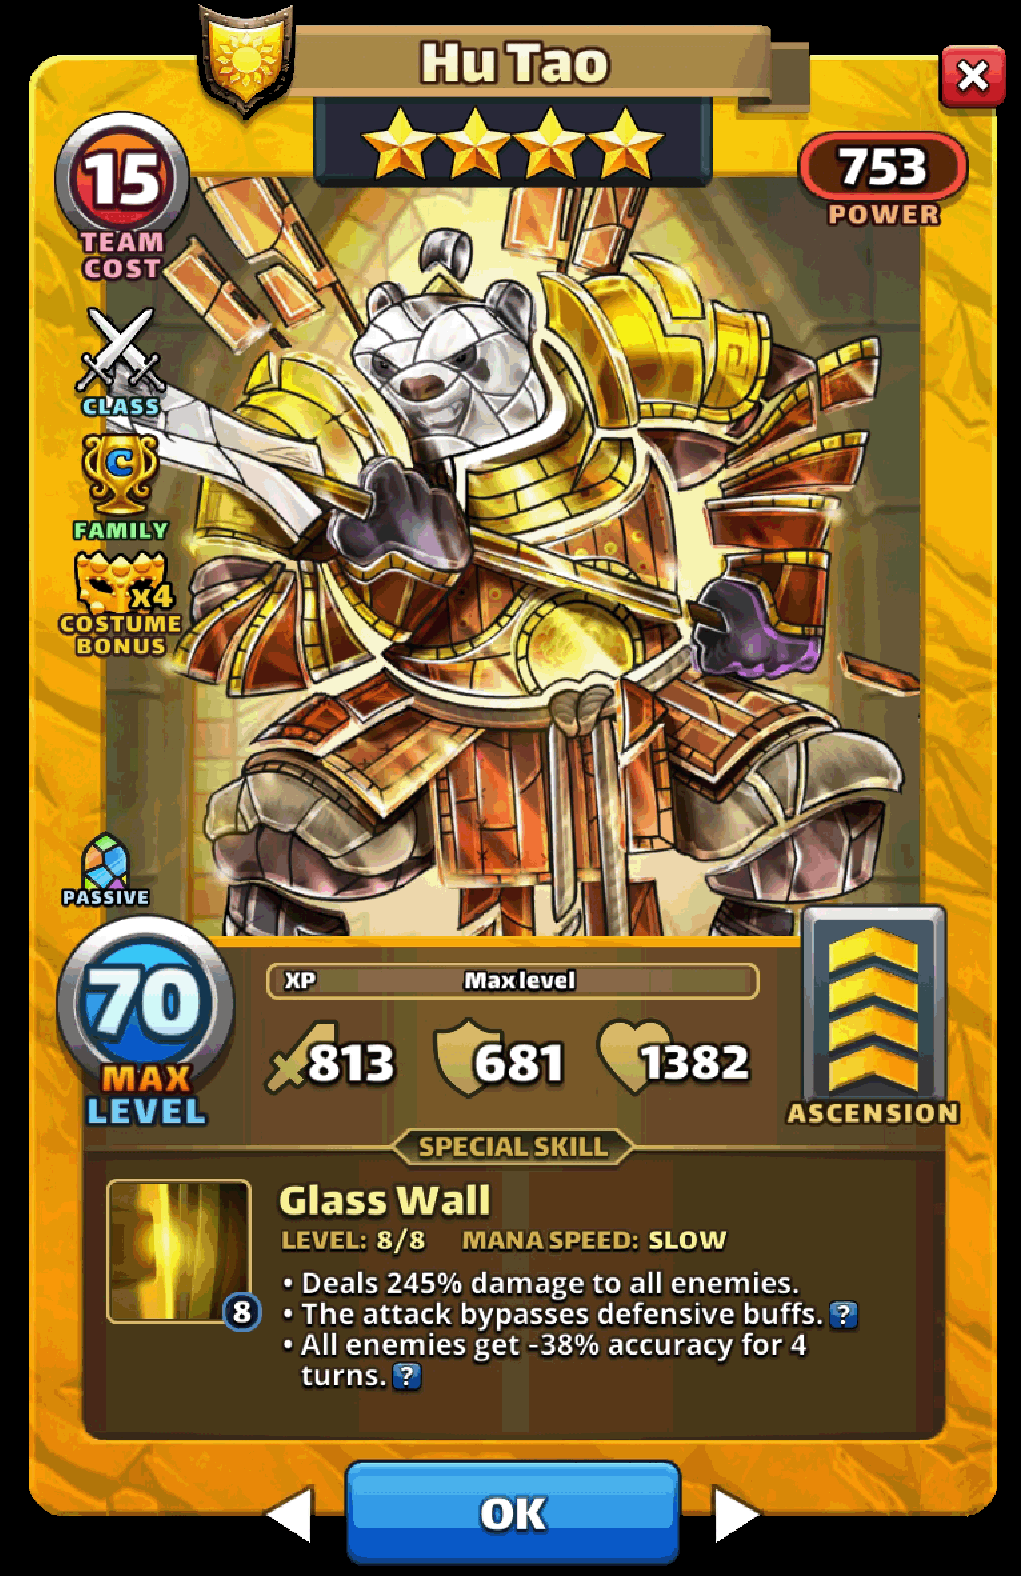 Hu Tao
15
TEAM
COST
753
POWER
CLASS
C
FAMILY
x4
COSTUME
BONUS
PASSIVE
70
MAX
LEVEL
XP Max level
813 681 1382
ASCENSION
SPECIAL SKILL
Glass Wall
LEVEL: 8/8 MANA SPEED: SLOW
8
• Deals 245% damage to all enemies.
• The attack bypasses defensive buffs. ?
• All enemies get -38% accuracy for 4
turns. ?
OK